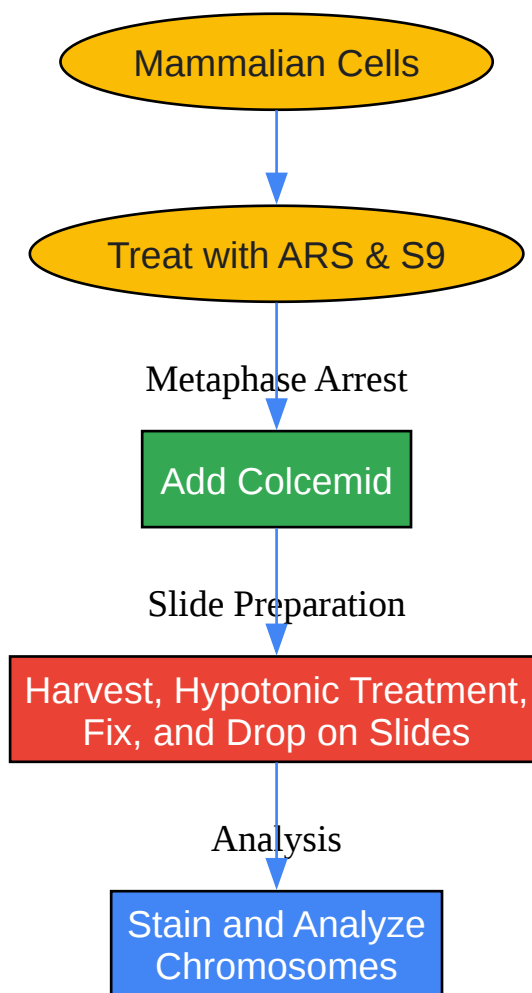 Mammalian Cells
Treat with ARS & S9
Metaphase Arrest
Add Colcemid
Slide Preparation
Harvest, Hypotonic Treatment,
Fix, and Drop on Slides
Analysis
Stain and Analyze
Chromosomes